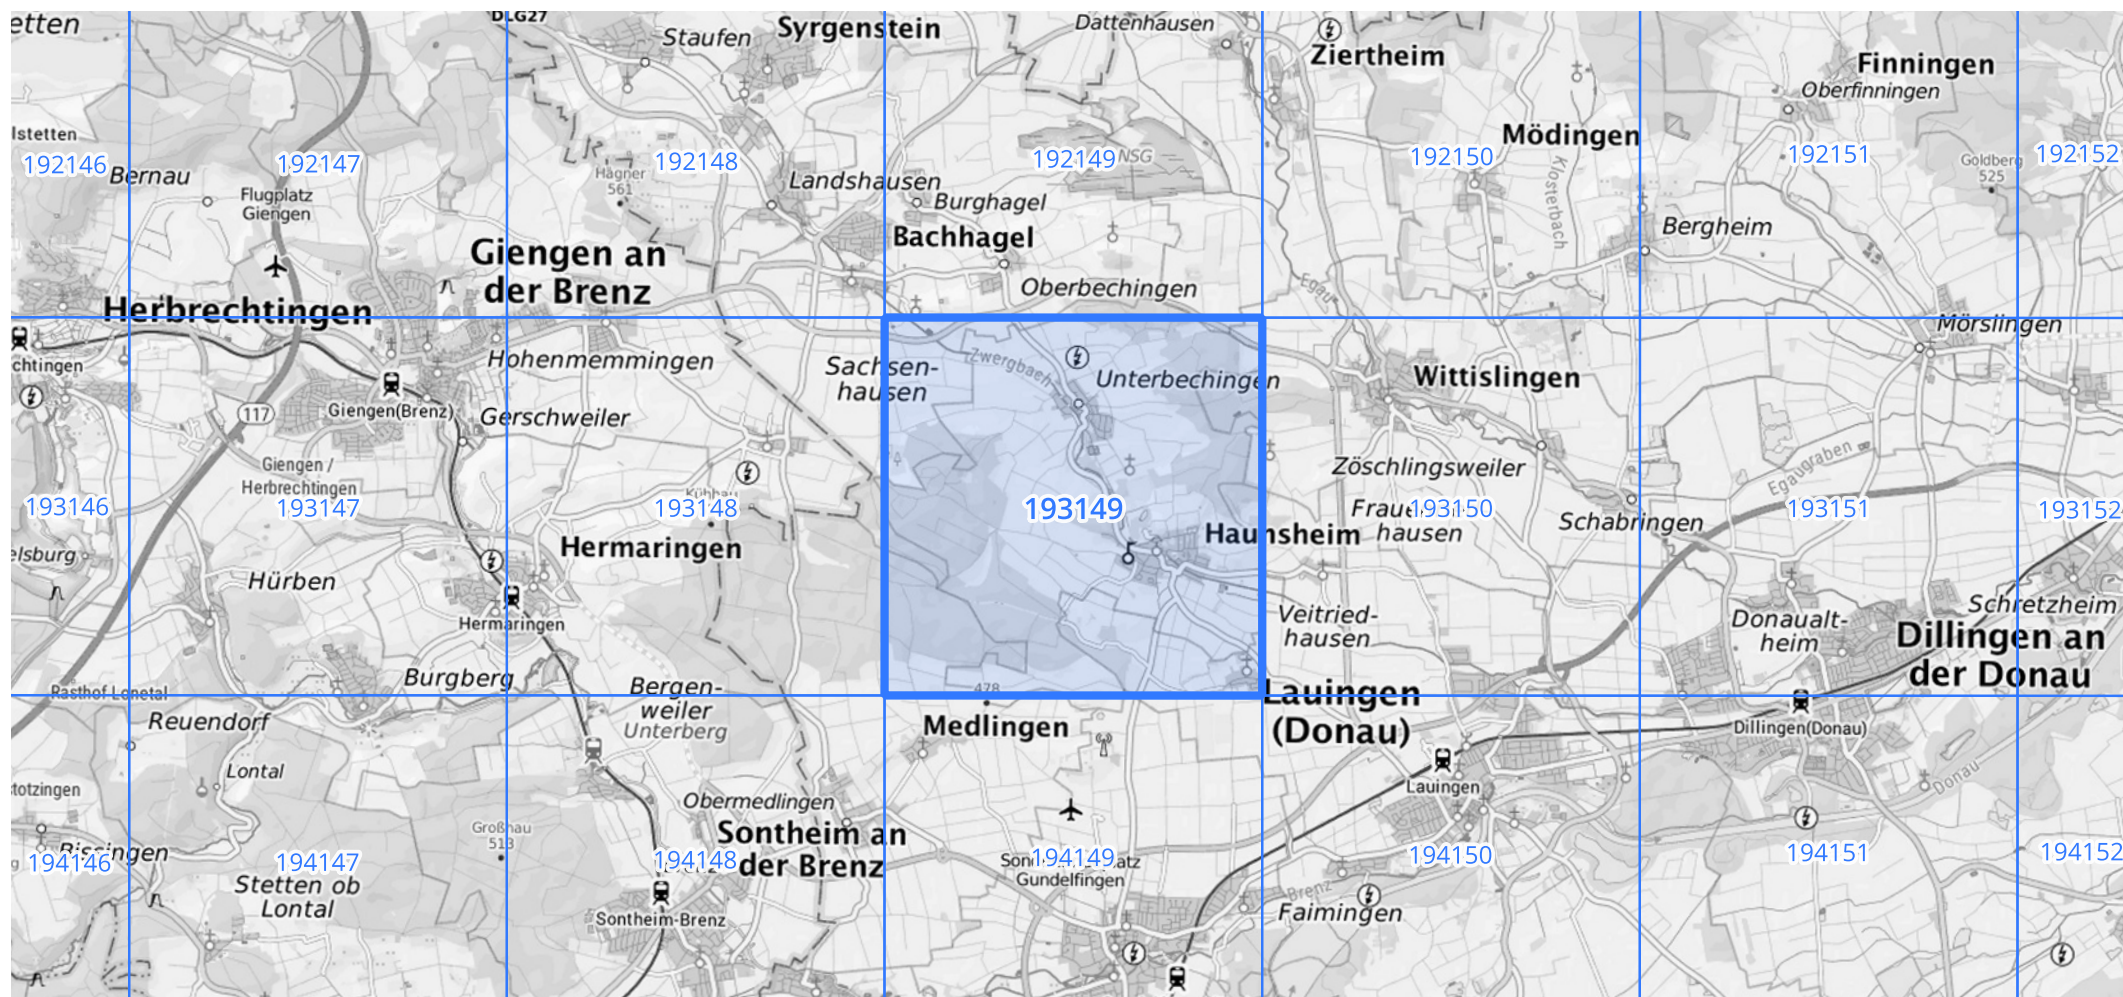 etten
DLG27
Staufen
Syrgenstein
Dattenhausen
Ziertheim
Finningen
Oberfinningen
lstetten
Mödingen
192146
192147
192148
192149
NSG
192150
192151
192152
Bernau
Hägner
561
Landshausen
Goldberg
525
Flugplatz
Giengen
Burghagel
Klosterbach
Bachhagel
Bergheim
Giengen an
der Brenz
Oberbechingen
Egau
Herbrechtingen
Mörslingen
chtingen
Hohenmemmingen
Sachsen-
hausen
Zwergbach
Unterbechingen
Wittislingen
Giengen(Brenz)
Gerschweiler
117
Giengen /
Herbrechtingen
Zöschlingsweiler
Egaugraben
193146
193147
193148
193149
193150
193151
193152
Frauen-
hausen
Schabringen
Haunsheim
elsburg
Hermaringen
Hürben
Hermaringen
Veitried-
hausen
Donaualt-
heim
Schretzheim
Dillingen an
der Donau
Burgberg
Rasthof Lonetal
Bergen-
weiler
Unterberg
478
Lauingen
(Donau)
Reuendorf
Medlingen
Dillingen(Donau)
Lontal
totzingen
Obermedlingen
Lauingen
Donau
Großhau
513
Sontheim an
der Brenz
Bissingen
194146
194147
194148
194149
194150
194151
194152
Gundelfingen
Stetten ob
Lontal
Brenz
Faimingen
Sontheim-Brenz